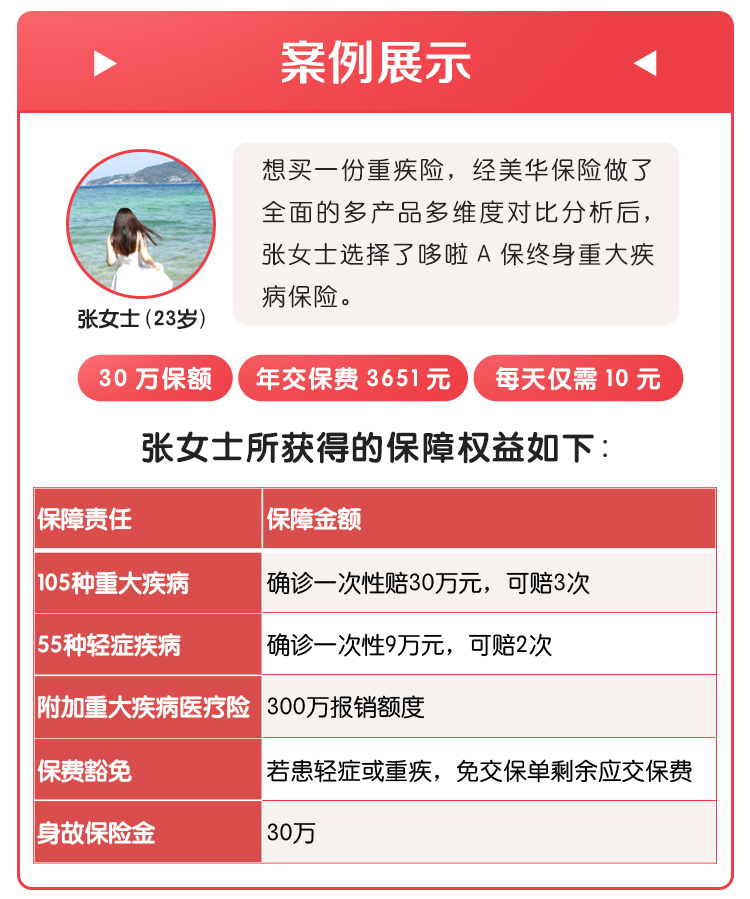 案例展示
想买一份重疾险，经美华保险做了
全面的多产品多维度对比分析后，
张女士选择了哆啦 A 保终身重大疾
病保险。
张女士(23岁)
30 万保额 年交保费 3651 元 每天仅需 10 元
张女士所获得的保障权益如下：
保障责任 保障金额
105种重大疾病 确诊一次性赔30万元，可赔3次
55种轻症疾病 确诊一次性9万元，可赔2次
附加重大疾病医疗险 300万报销额度
保费豁免 若患轻症或重疾，免交保单剩余应交保费
身故保险金 30万